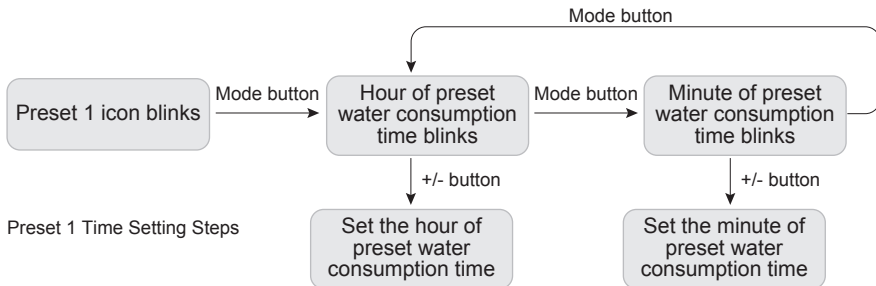 Mode button
Preset 1 icon blinks
Mode button
Hour of preset
water consumption
time blinks
Mode button
Minute of preset
water consumption
time blinks
+/- button
+/- button
Preset 1 Time Setting Steps
Set the hour of
preset water
consumption time
Set the minute of
preset water
consumption time